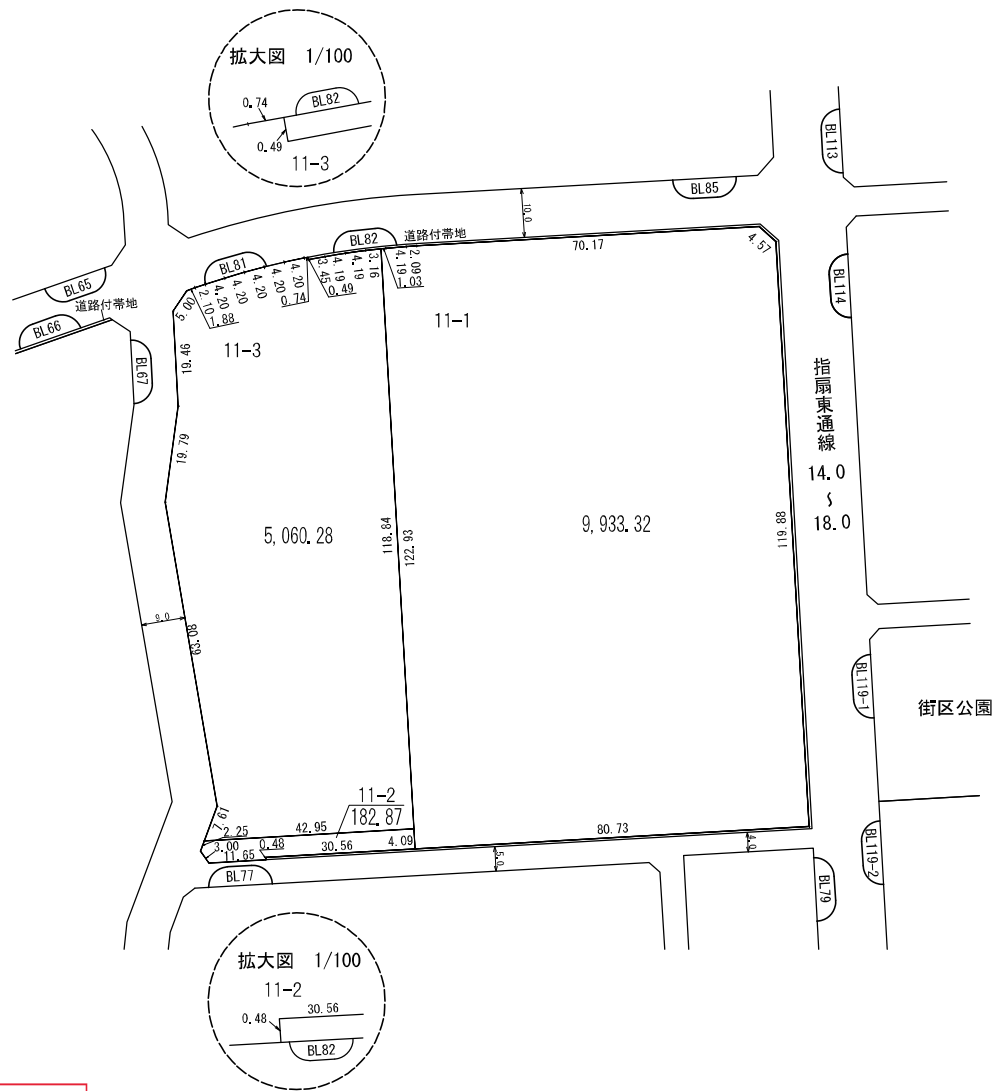 拡大図 1/100
BL82
0.74
0.49
11-3
BL113
BL85
10.0
BL82
道路付帯地
70.17
4.57
BL81
BL65
道路付帯地
BL66
BL67
BL114
5.00
2.10
4.20
4.20
4.20
4.20
4.20
1.88
0.74
3.45
4.19
4.19
3.16
0.49
4.19
2.09
1.03
11-3
11-1
19.46
19.79
指扇東通線
14.0
~
18.0
5,060.28
118.84
122.93
9,933.32
119.88
9.0
63.08
BL119-1
街区公園
7.61
11-2
182.87
2.25
42.95
3.00
0.48
11.65
30.56
4.09
80.73
5.0
4.0
BL77
BL79
BL119-2
拡大図 1/100
11-2
30.56
0.48
BL82